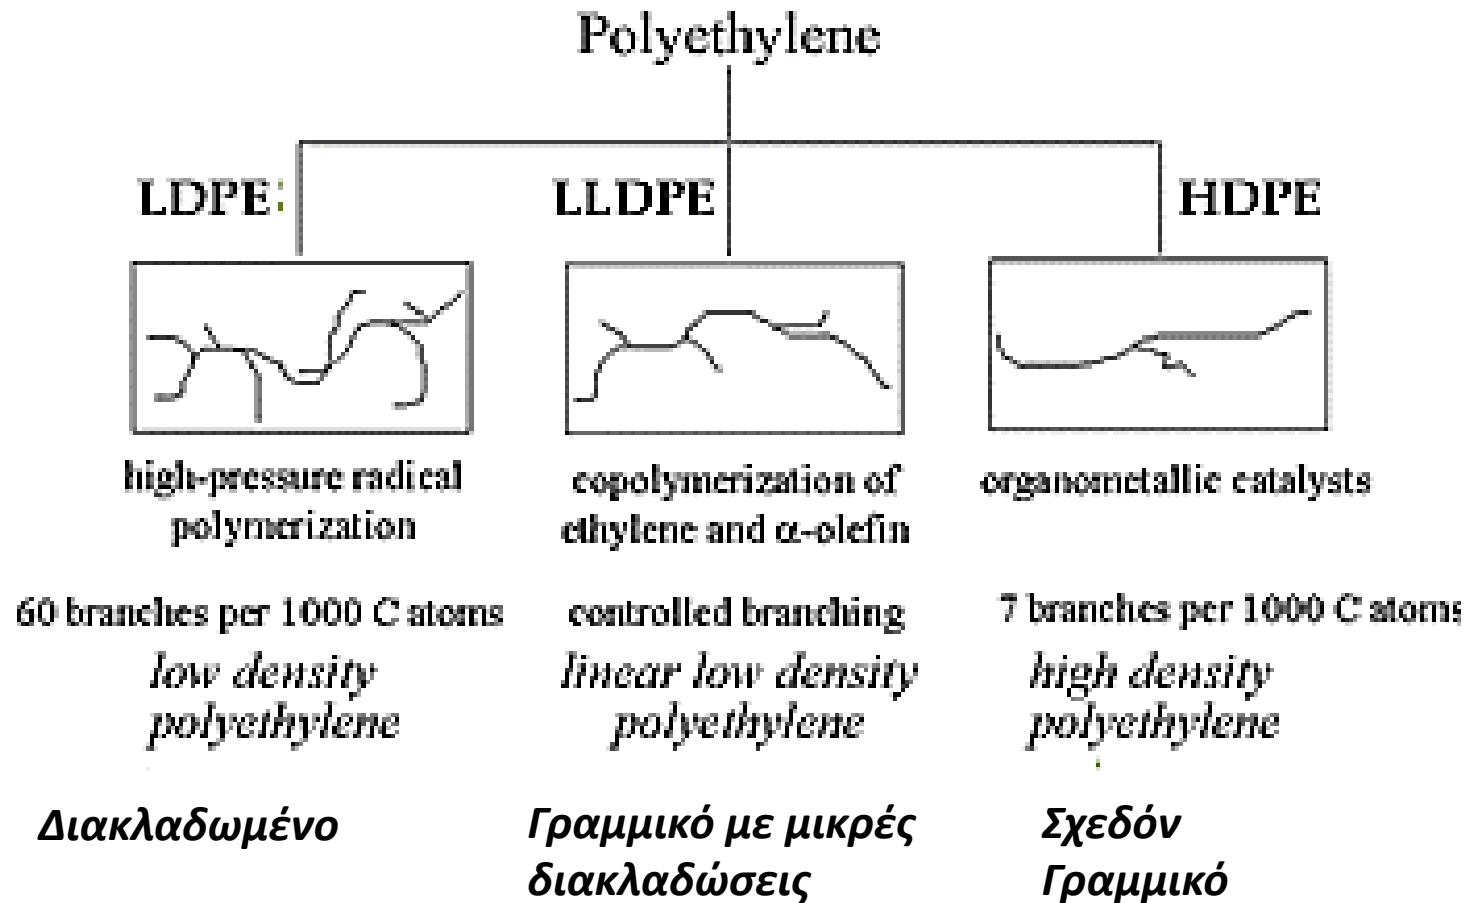 Polyethylene
LDPE:
LLDPE
HDPE
high-pressure radical
polymerization
copolymerization of
ethylene and α-olefin
organometallic catalysts
60 branches per 1000 C atoms
controlled branching
7 branches per 1000 C atoms
low density
polyethylene
linear low density
polyethylene
high density
polyethylene
Διακλαδωμένο
Γραμμικό με μικρές
διακλαδώσεις
Σχεδόν
Γραμμικό